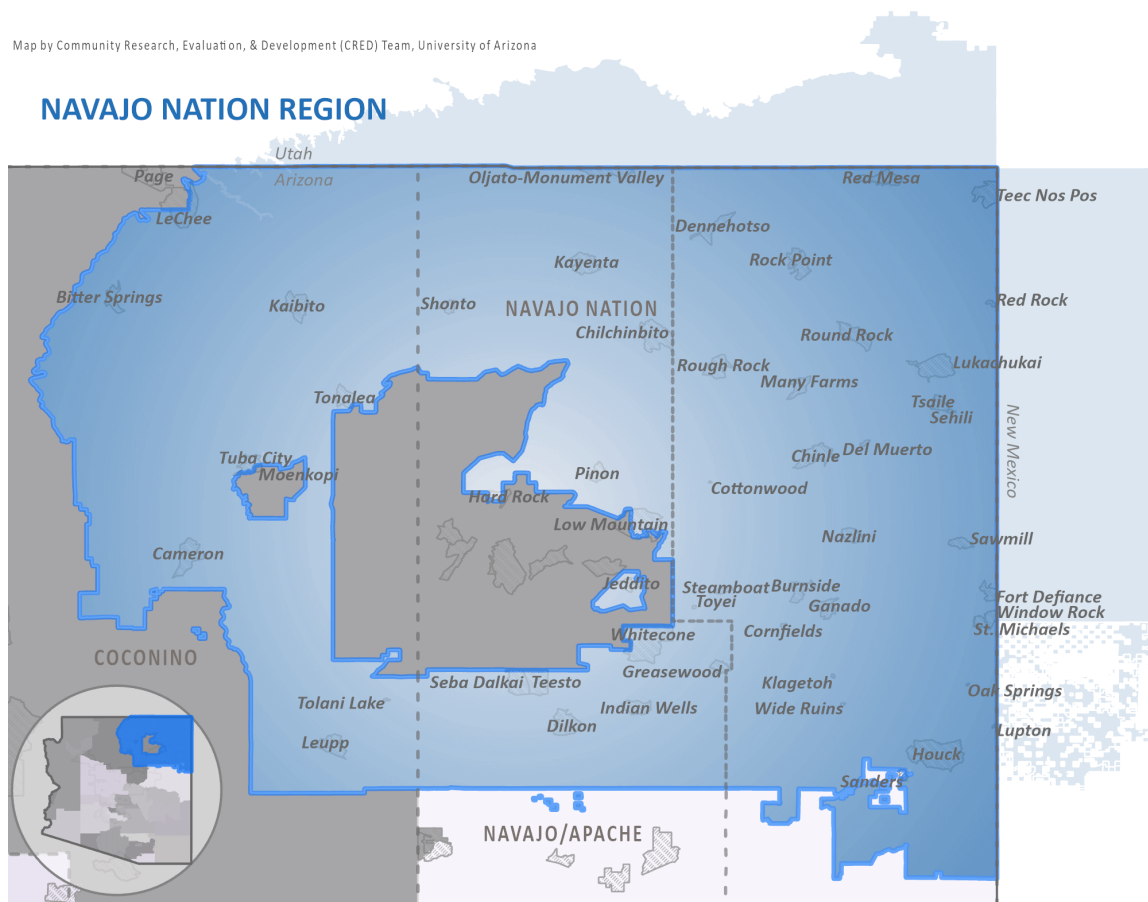 Map by Community Research, Evaluation, & Development (CRED) Team, University of Arizona
NAVAJO NATION REGION
Utah
Arizona
Page
Oljato-Monument Valley
Red Mesa
Teec Nos Pos
LeChee
Dennehotso
Kayenta
Rock Point
Bitter Springs
Kaibito
Shonto
NAVAJO NATION
Red Rock
Chilchinbito
Round Rock
Rough Rock
Lukachukai
Many Farms
Tonalea
Tsaile
Sehili
New Mexico
Tuba City
Moenkopi
Pinon
Chinle
Del Muerto
Hard Rock
Cottonwood
Low Mountain
Nazlini
Sawmill
Cameron
Jeddito
Steamboat
Burnside
Toyei
Ganado
Fort Defiance
Window Rock
Whitecone
Cornfields
St. Michaels
COCONINO
Greasewood
Seba Dalkai
Teesto
Klagetoh
Oak Springs
Tolani Lake
Indian Wells
Wide Ruins
Dilkon
Lupton
Leupp
Houck
Sanders
NAVAJO/APACHE